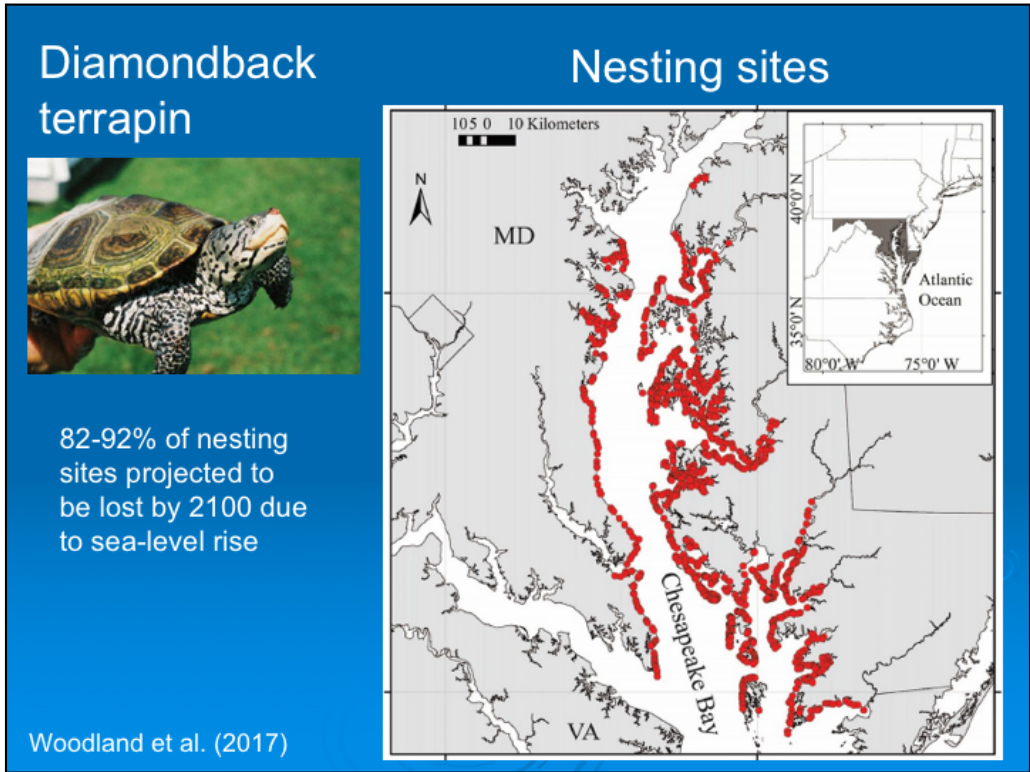 Diamondback
terrapin
Nesting sites
82-92% of nesting
sites projected to
be lost by 2100 due
to sea-level rise
Woodland et al. (2017)
105 0 10 Kilometers
N
MD
Chesapeake Bay
VA
40°0' N
35°0' N
80°0' W
75°0' W
Atlantic
Ocean